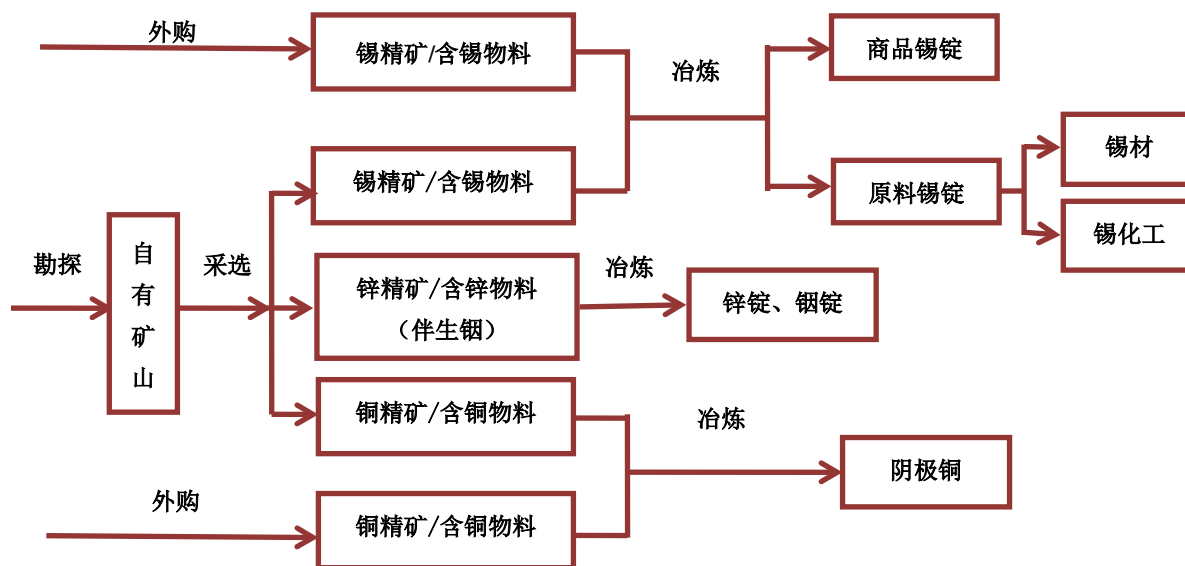 外购
锡精矿/含锡物料
冶炼
商品锡锭
锡材
锡精矿/含锡物料
原料锡锭
锡化工
勘探
自
有
矿
山
采选
锌精矿/含锌物料
（伴生铟）
冶炼
锌锭、铟锭
铜精矿/含铜物料
冶炼
阴极铜
外购
铜精矿/含铜物料